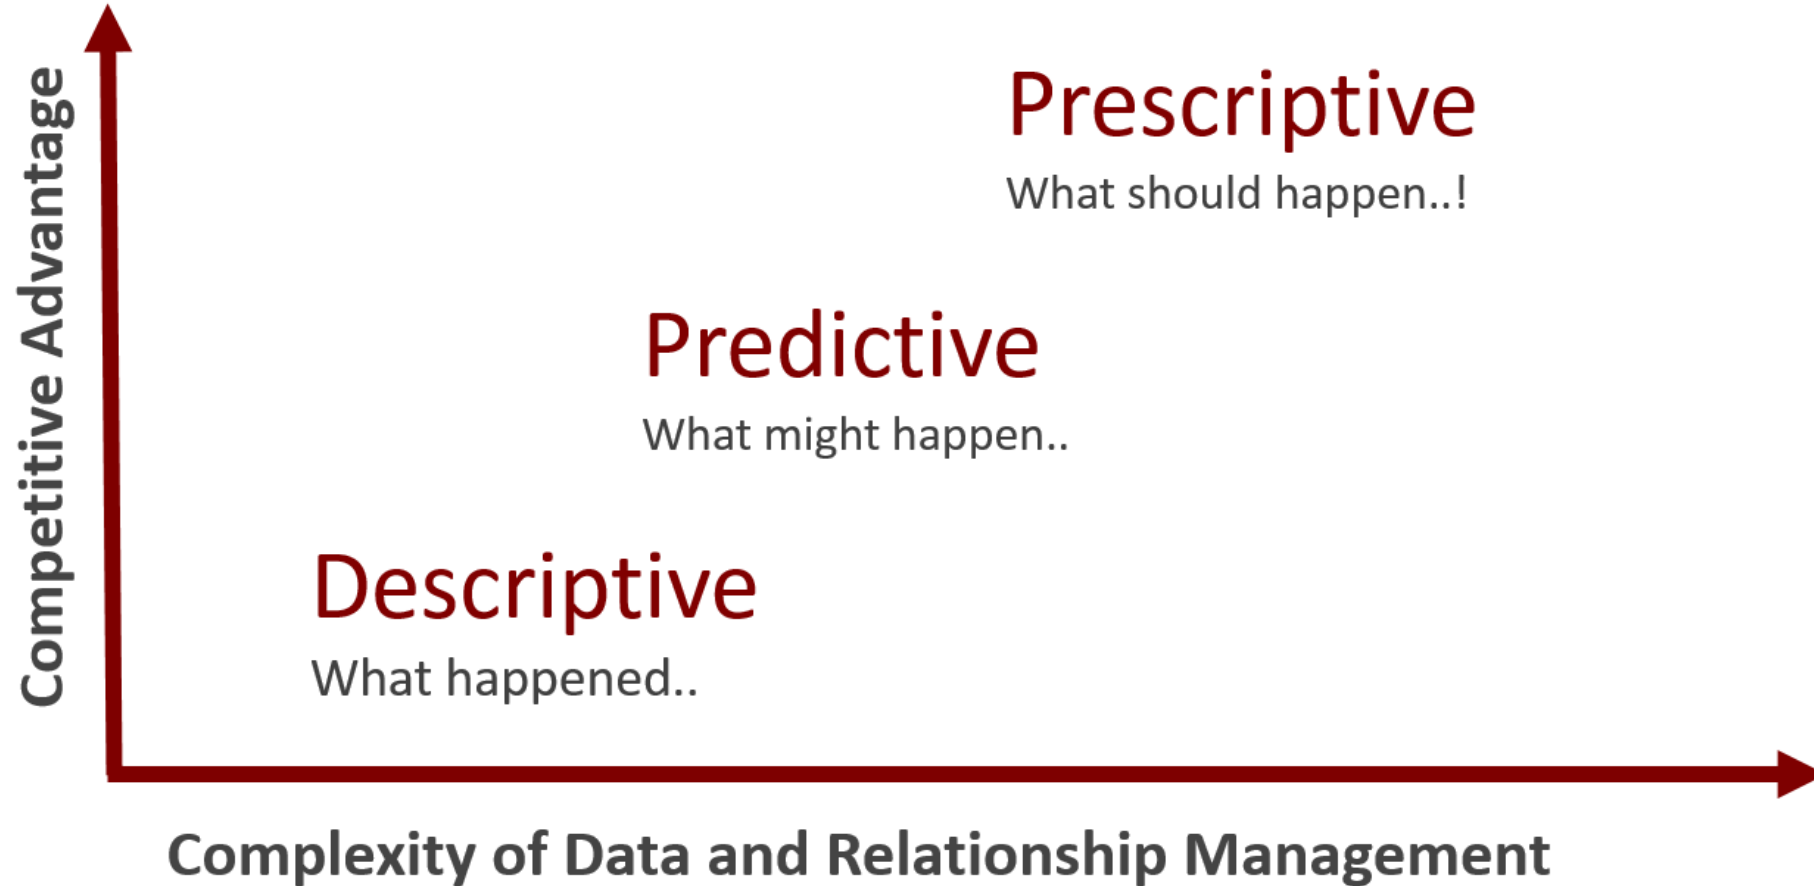 Competitive Advantage
Prescriptive
What should happen..!
Predictive
What might happen..
Descriptive
What happened..
Complexity of Data and Relationship Management